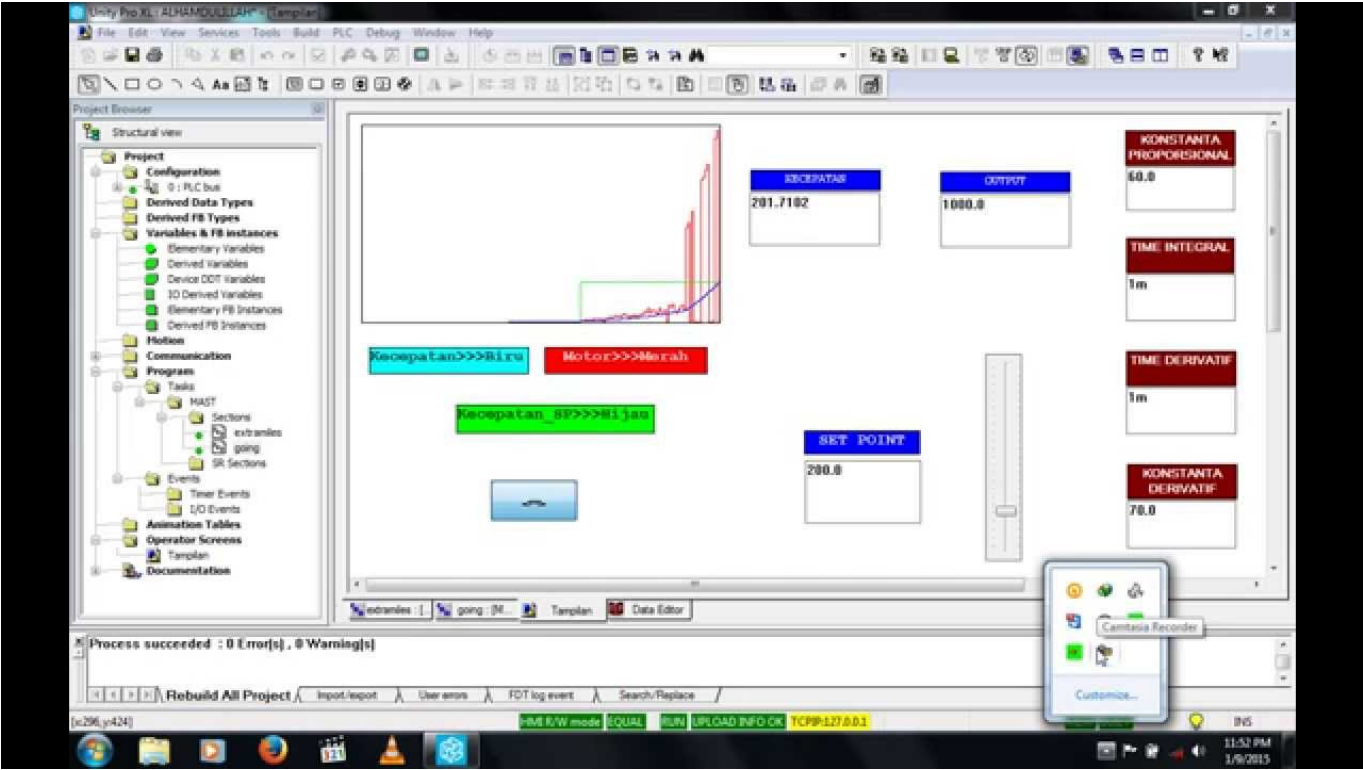 Unity Pro XL : ALHAMDULILLAH* - [Tampilan]
File Edit View Services Tools Build PLC Debug Window Help
Project Browser
Structural view
Project
Configuration
0 : PLC bus
Derived Data Types
Derived FB Types
Variables & FB instances
Elementary Variables
Derived Variables
Device DDT Variables
IO Derived Variables
Elementary FB Instances
Derived FB Instances
Motion
Communication
Program
Tasks
MAST
Sections
extramiles
going
SR Sections
Events
Timer Events
I/O Events
Animation Tables
Operator Screens
Tampilan
Documentation
KECEPATAN
201.7102
OUTPUT
1000.0
KONSTANTA
PROPORSIONAL
60.0
TIME INTEGRAL
1m
TIME DERIVATIF
1m
KONSTANTA
DERIVATIF
70.0
Kecepatan>>>Biru
Motor>>>Merah
Kecepatan_SP>>>Hijau
SET POINT
200.0
extramiles : [...
going : [M...
Tampilan
Data Editor
Camtasia Recorder
Customize...
Process succeeded : 0 Error(s) , 0 Warning(s)
Rebuild All Project
Import/export
User errors
FDT log event
Search/Replace
[x:296, y:424]
HMI R/W mode
EQUAL
RUN
UPLOAD INFO OK
TCPIP:127.0.0.1
INS
321
11:52 PM
1/9/2015